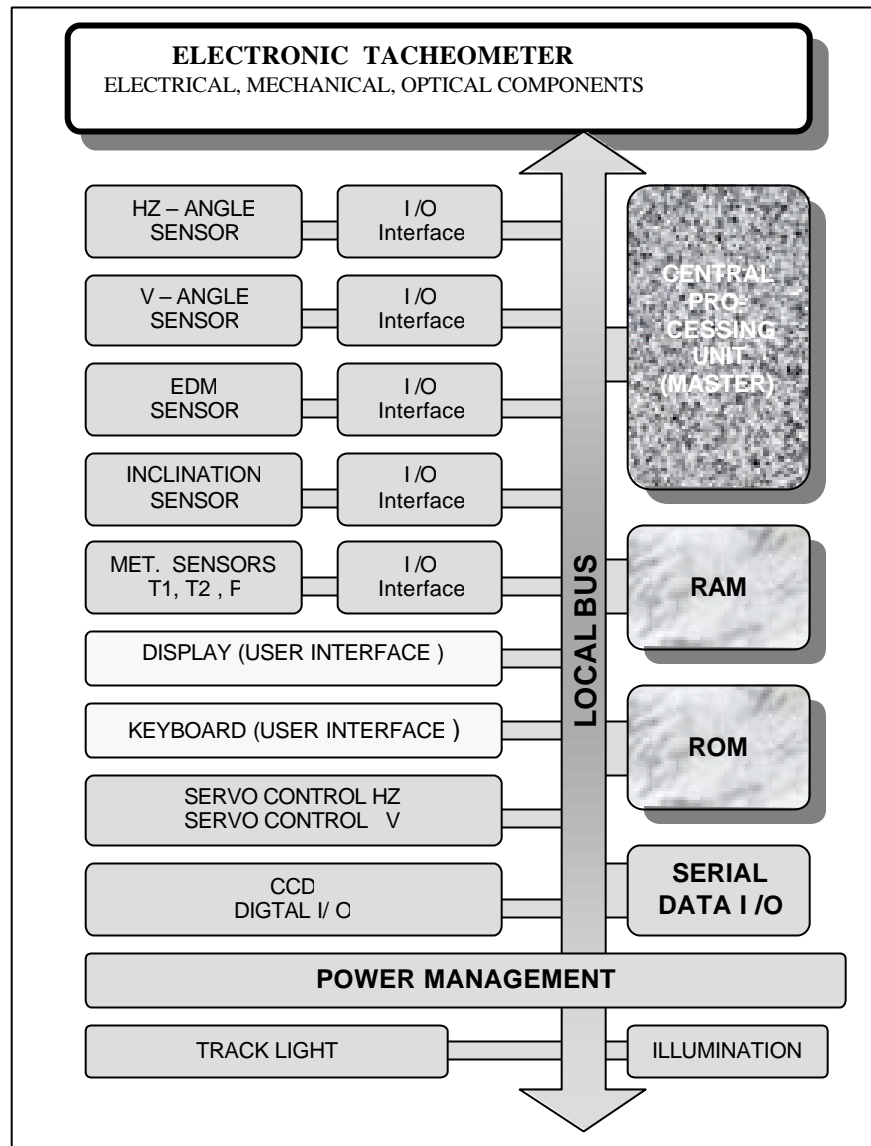 ELECTRONIC TACHEOMETER
ELECTRICAL, MECHANICAL, OPTICAL COMPONENTS
HZ – ANGLE
SENSOR
I /O
Interface
V – ANGLE
SENSOR
I /O
Interface
EDM
SENSOR
I /O
Interface
INCLINATION
SENSOR
I /O
Interface
MET. SENSORS
T1, T2 , P
I /O
Interface
DISPLAY (USER INTERFACE )
KEYBOARD (USER INTERFACE )
SERVO CONTROL HZ
SERVO CONTROL V
CCD
DIGTAL I/ O
LOCAL BUS
CENTRAL
PRO-
CESSING
UNIT
(MASTER)
RAM
ROM
SERIAL
DATA I /O
POWER MANAGEMENT
TRACK LIGHT
ILLUMINATION